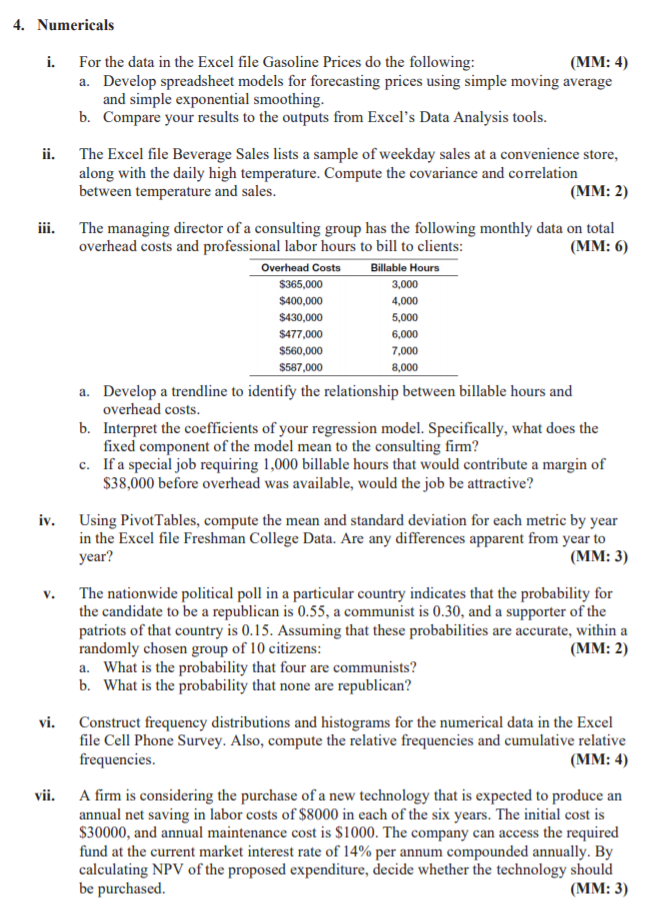 4. Numericals
i. For the data in the Excel file Gasoline Prices do the following: (MM: 4)
a. Develop spreadsheet models for forecasting prices using simple moving average
and simple exponential smoothing.
b. Compare your results to the outputs from Excel's Data Analysis tools.
ii. The Excel file Beverage Sales lists a sample of weekday sales at a convenience store,
along with the daily high temperature. Compute the covariance and correlation
between temperature and sales. (MM: 2)
iii. The managing director of a consulting group has the following monthly data on total
overhead costs and professional labor hours to bill to clients: (MM: 6)
Overhead Costs Billable Hours
$365,000 3,000
$400,000 4,000
$430,000 5,000
$477,000 6,000
$560,000 7,000
$587,000 8,000
a. Develop a trendline to identify the relationship between billable hours and
overhead costs.
b. Interpret the coefficients of your regression model. Specifically, what does the
fixed component of the model mean to the consulting firm?
c. If a special job requiring 1,000 billable hours that would contribute a margin of
$38,000 before overhead was available, would the job be attractive?
iv. Using PivotTables, compute the mean and standard deviation for each metric by year
in the Excel file Freshman College Data. Are any differences apparent from year to
year? (MM: 3)
v. The nationwide political poll in a particular country indicates that the probability for
the candidate to be a republican is 0.55, a communist is 0.30, and a supporter of the
patriots of that country is 0.15. Assuming that these probabilities are accurate, within a
randomly chosen group of 10 citizens: (MM: 2)
a. What is the probability that four are communists?
b. What is the probability that none are republican?
vi. Construct frequency distributions and histograms for the numerical data in the Excel
file Cell Phone Survey. Also, compute the relative frequencies and cumulative relative
frequencies. (MM: 4)
vii. A firm is considering the purchase of a new technology that is expected to produce an
annual net saving in labor costs of $8000 in each of the six years. The initial cost is
$30000, and annual maintenance cost is $1000. The company can access the required
fund at the current market interest rate of 14% per annum compounded annually. By
calculating NPV of the proposed expenditure, decide whether the technology should
be purchased. (MM: 3)